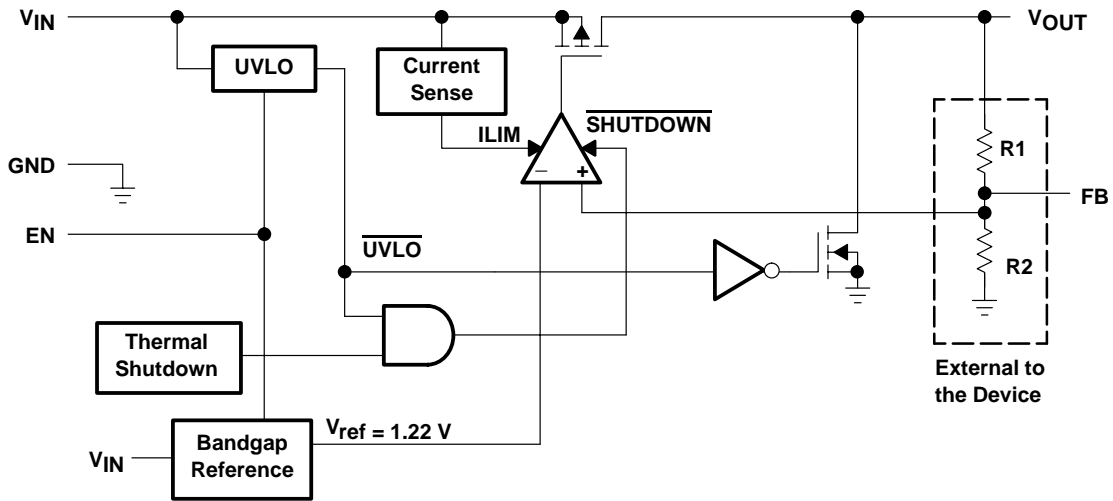 VIN
VOUT
UVLO
Current
Sense
SHUTDOWN
ILIM
R1
GND
− +
FB
EN
UVLO
R2
Thermal
Shutdown
External to
the Device
Vref = 1.22 V
Bandgap
Reference
VIN